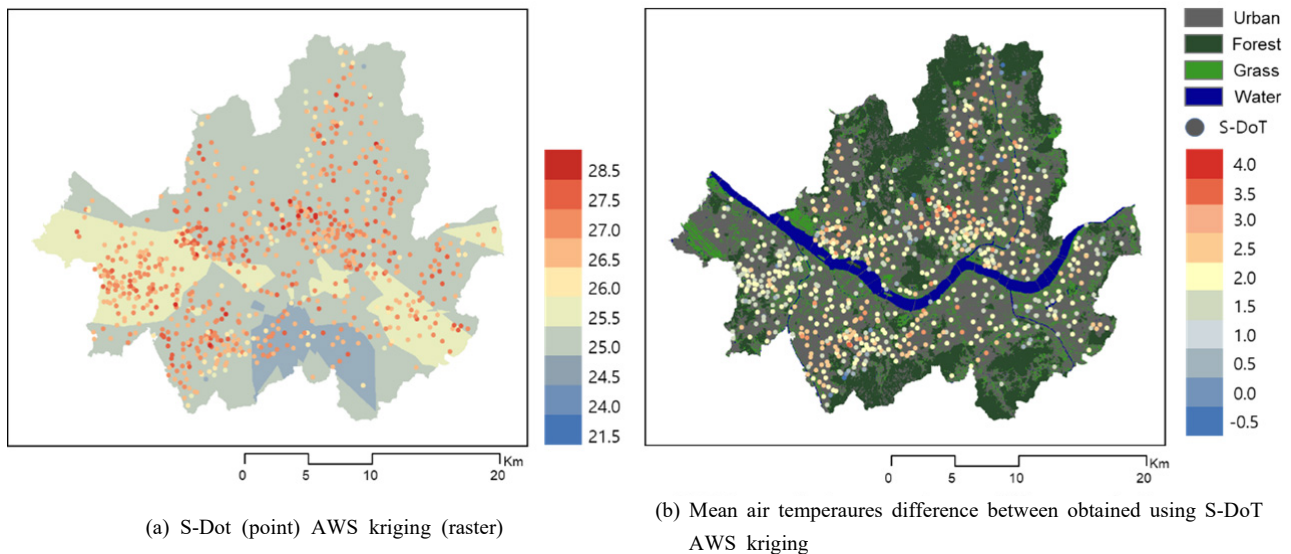 28.5
27.5
27.0
26.5
26.0
25.5
25.0
24.5
24.0
21.5
0 5 10 20 Km
(a) S-Dot (point) AWS kriging (raster)
Urban
Forest
Grass
Water
S-DoT
4.0
3.5
3.0
2.5
2.0
1.5
1.0
0.5
0.0
-0.5
0 5 10 20 Km
(b) Mean air temperaures difference between obtained using S-DoT
AWS kriging